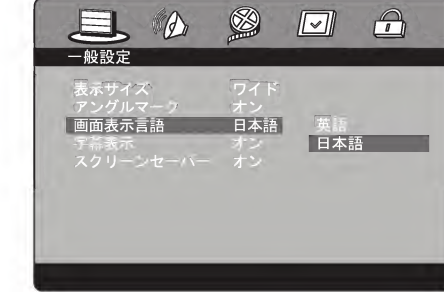 一般設定
表示サイズ ワイド
アングルマーク オン
画面表示言語 日本語 英語
字幕表示 オン 日本語
スクリーンセーバー オン